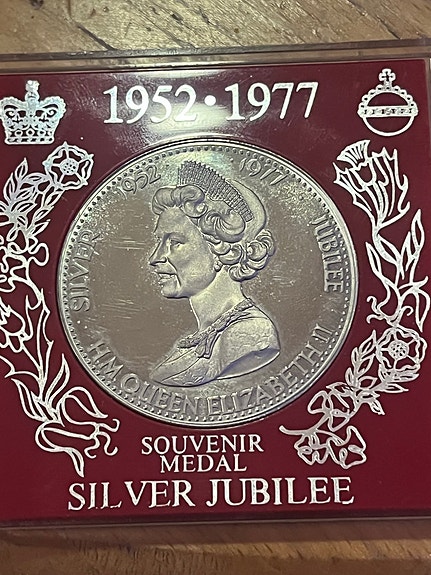 1952·1977
SILVER 1952 1977 JUBILEE
H.M. QUEEN ELIZABETH II
SOUVENIR
MEDAL
SILVER JUBILEE